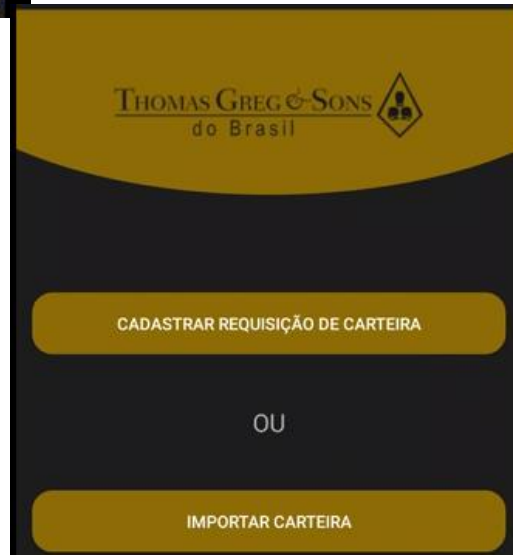 THOMAS GREG & SONS
do Brasil
CADASTRAR REQUISIÇÃO DE CARTEIRA
OU
IMPORTAR CARTEIRA